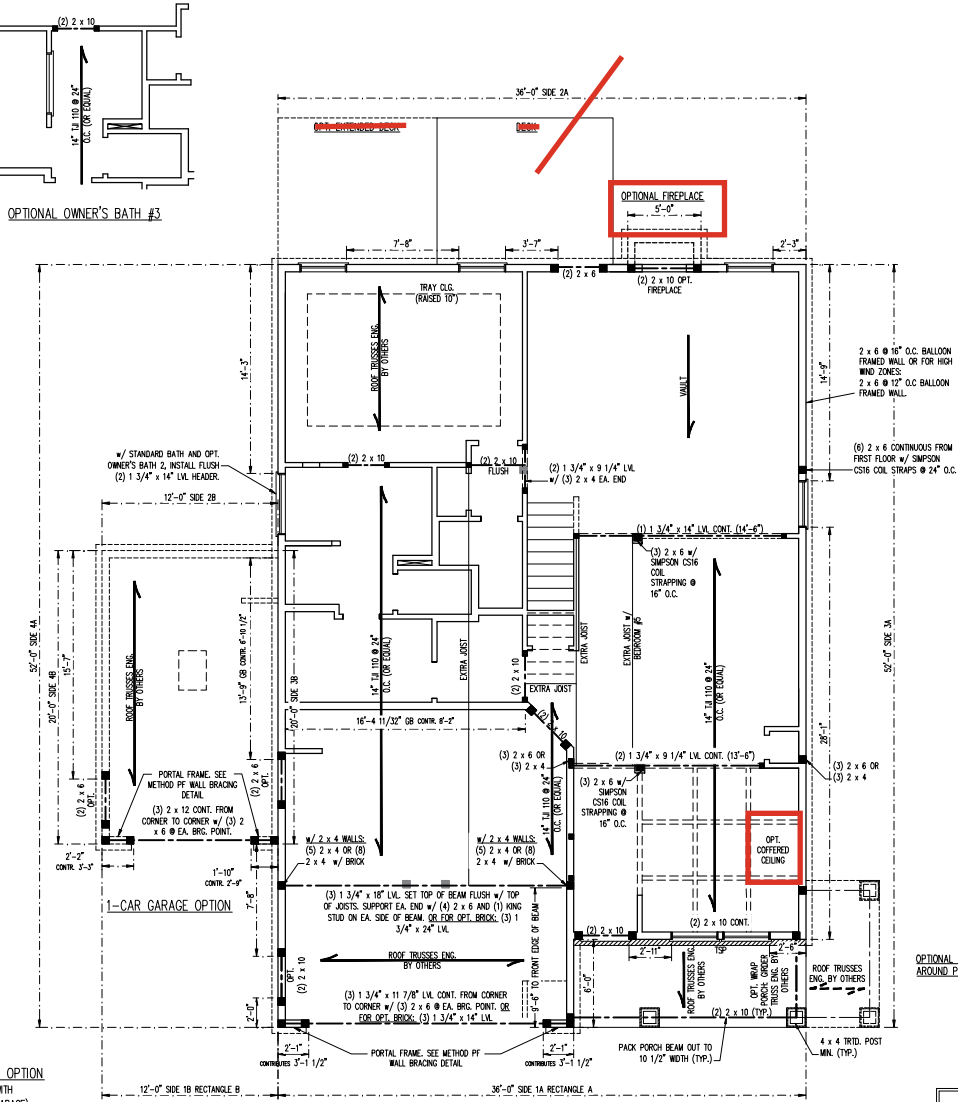 (2) 2 x 10
14" TJI 110 @ 24"
O.C. (OR EQUAL)
OPTIONAL OWNER'S BATH #3
36'-0" SIDE 2A
OPT. EXTENDED DECK
DECK
OPTIONAL FIREPLACE
5'-0"
7'-8"
3'-7"
2'-3"
(2) 2 x 6
(2) 2 x 10 OPT.
FIREPLACE
TRAY CLG.
(RAISED 10")
ROOF TRUSSES ENG.
BY OTHERS
VAULT
14'-3"
14'-9"
2 x 6 @ 16" O.C. BALLOON
FRAMED WALL OR FOR HIGH
WIND ZONES:
2 x 6 @ 12" O.C BALLOON
FRAMED WALL.
w/ STANDARD BATH AND OPT.
OWNER'S BATH 2, INSTALL FLUSH
(2) 1 3/4" x 14" LVL HEADER.
(2) 2 x 10
(2) 2 x 10
FLUSH
(2) 1 3/4" x 9 1/4" LVL
w/ (3) 2 x 4 EA. END
(6) 2 x 6 CONTINUOUS FROM
FIRST FLOOR w/ SIMPSON
CS16 COIL STRAPS @ 24" O.C.
12'-0" SIDE 2B
(1) 1 3/4" x 14" LVL CONT. (14'-6")
(3) 2 x 6 w/
SIMPSON CS16
COIL
STRAPPING @
16" O.C.
52'-0" SIDE 4A
20'-0" SIDE 4B
15'-7"
ROOF TRUSSES ENG.
BY OTHERS
13'-9" GB CONTR. 6'-10 1/2"
20'-0" SIDE 3B
14" TJI 110 @ 24"
O.C. (OR EQUAL)
EXTRA JOIST
(2) 2 x 10
EXTRA JOIST
EXTRA JOIST
EXTRA JOIST w/
BEDROOM #5
14" TJI 110 @ 24"
O.C. (OR EQUAL)
52'-0" SIDE 3A
28'-1"
16'-4 11/32" GB CONTR. 8'-2"
(2) 2 x 10
(3) 2 x 6 OR
(3) 2 x 4
(2) 1 3/4" x 9 1/4" LVL CONT. (13'-6")
(3) 2 x 6 OR
(3) 2 x 4
(3) 2 x 6 w/
SIMPSON
CS16 COIL
STRAPPING @
16" O.C.
14" TJI 110 @ 24"
O.C. (OR EQUAL)
PORTAL FRAME. SEE
METHOD PF WALL BRACING
DETAIL
(3) 2 x 12 CONT. FROM
CORNER TO CORNER w/ (3) 2
x 6 @ EA. BRG. POINT.
(2) 2 x 6
OPT.
(2) 2 x 6
OPT.
OPT.
COFFERED
CEILING
w/ 2 x 4 WALLS:
(5) 2 x 4 OR (8)
2 x 4 w/ BRICK
w/ 2 x 4 WALLS:
(5) 2 x 4 OR (8)
2 x 4 w/ BRICK
2'-2"
CONTR. 3'-3"
1'-10"
CONTR. 2'-9"
1-CAR GARAGE OPTION
7'-8"
(3) 1 3/4" x 18" LVL. SET TOP OF BEAM FLUSH w/ TOP
OF JOISTS. SUPPORT EA. END w/ (4) 2 x 6 AND (1) KING
STUD ON EA. SIDE OF BEAM. OR FOR OPT. BRICK: (3) 1
3/4" x 24" LVL
9'-6" TO FRONT EDGE OF BEAM
(2) 2 x 10 CONT.
(2) 2 x 10
2'-11"
TSP
2'-6"
ROOF TRUSSES ENG.
BY OTHERS
OPT.
(2) 2 x 10
6'-0"
ROOF TRUSSES ENG.
BY OTHERS
OPT. WRAP
PORCH: GIRDER
TRUSS ENG. BY
OTHERS
ROOF TRUSSES
ENG. BY OTHERS
OPTIONAL
AROUND P
(3) 1 3/4" x 11 7/8" LVL CONT. FROM CORNER
TO CORNER w/ (3) 2 x 6 @ EA. BRG. POINT. OR
FOR OPT. BRICK: (3) 1 3/4" x 14" LVL
2'-0"
(2) 2 x 10 (TYP.)
2'-1"
CONTRIBUTES 3'-1 1/2"
PORTAL FRAME. SEE METHOD PF
WALL BRACING DETAIL
2'-1"
CONTRIBUTES 3'-1 1/2"
PACK PORCH BEAM OUT TO
10 1/2" WIDTH (TYP.)
4 x 4 TRTD. POST
MIN. (TYP.)
OPTION
12'-0" SIDE 1B RECTANGLE B
36'-0" SIDE 1A RECTANGLE A